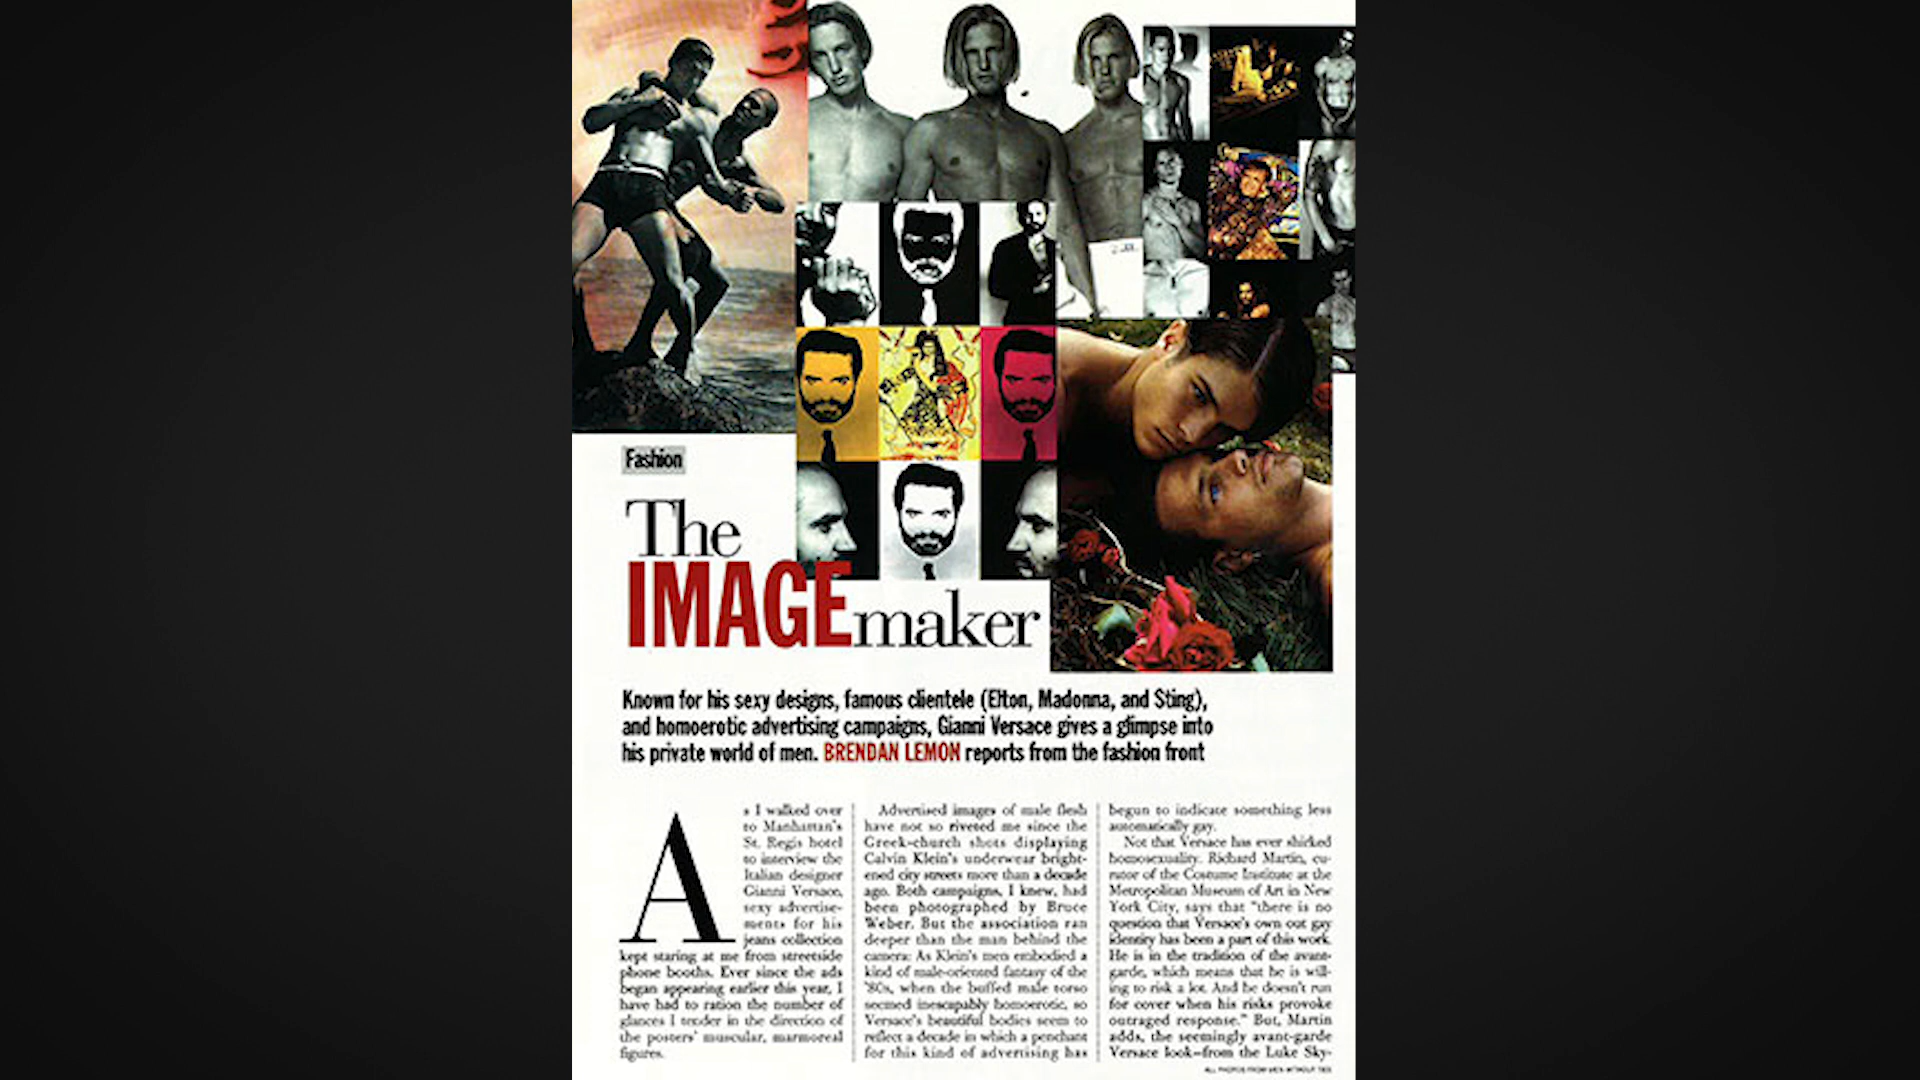 Fashion
The
IMAGEmaker
Known for his sexy designs, famous clientele (Elton, Madonna, and Sting),
and homoerotic advertising campaigns, Gianni Versace gives a glimpse into
his private world of men. BRENDAN LEMON reports from the fashion front
As I walked over
to Manhattan's
St. Regis hotel
to interview the
Italian designer
Gianni Versace,
sexy advertise-
ments for his
jeans collection
kept staring at me from streetside
phone booths. Ever since the ads
began appearing earlier this year, I
have had to ration the number of
glances I tender in the direction of
the posters' muscular, marmoreal
figures.
Advertised images of male flesh
have not so riveted me since the
Greek-church shots displaying
Calvin Klein's underwear bright-
ened city streets more than a decade
ago. Both campaigns, I knew, had
been photographed by Bruce
Weber. But the association ran
deeper than the man behind the
camera: As Klein's men embodied a
kind of male-oriented fantasy of the
'80s, when the buffed male torso
seemed inescapably homoerotic, so
Versace's beautiful bodies seem to
reflect a decade in which a penchant
for this kind of advertising has
begun to indicate something less
automatically gay.
Not that Versace has ever shirked
homosexuality. Richard Martin, cu-
rator of the Costume Institute at the
Metropolitan Museum of Art in New
York City, says that "there is no
question that Versace's own out gay
identity has been a part of this work.
He is in the tradition of the avant-
garde, which means that he is will-
ing to risk a lot. And he doesn't run
for cover when his risks provoke
outraged response." But, Martin
adds, the seemingly avant-garde
Versace look—from the Luke Sky-
ALL PHOTOS FROM MEN WITHOUT TIES